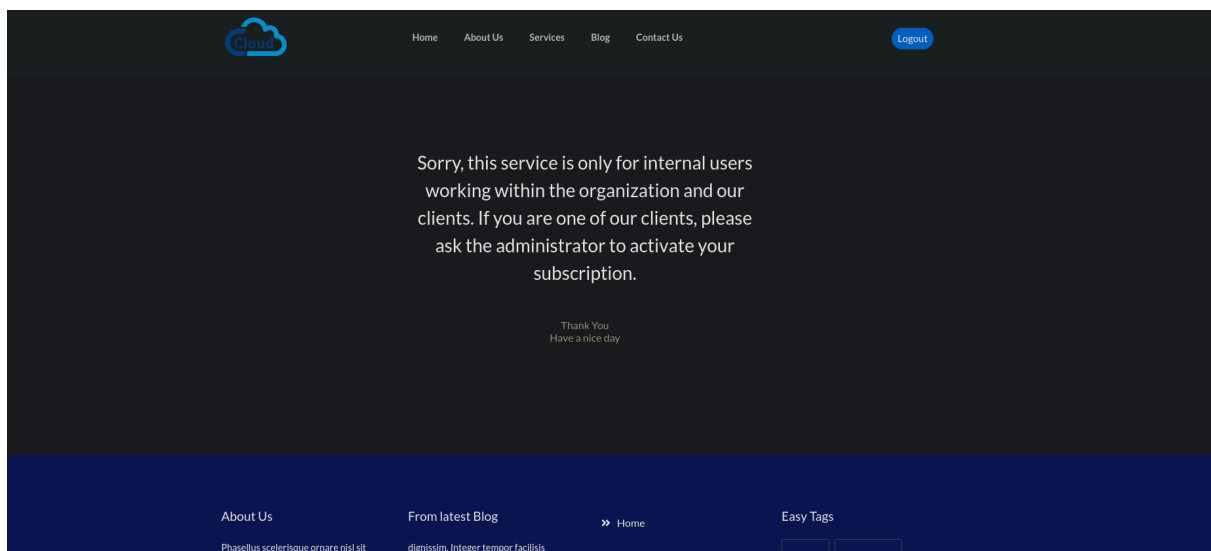 Cloud
Home About Us Services Blog Contact Us Logout
Sorry, this service is only for internal users
working within the organization and our
clients. If you are one of our clients, please
ask the administrator to activate your
subscription.
Thank You
Have a nice day
About Us From latest Blog Home Easy Tags
Phasellus scelerisque ornare nisl sit dignissim. Integer tempor facilisis